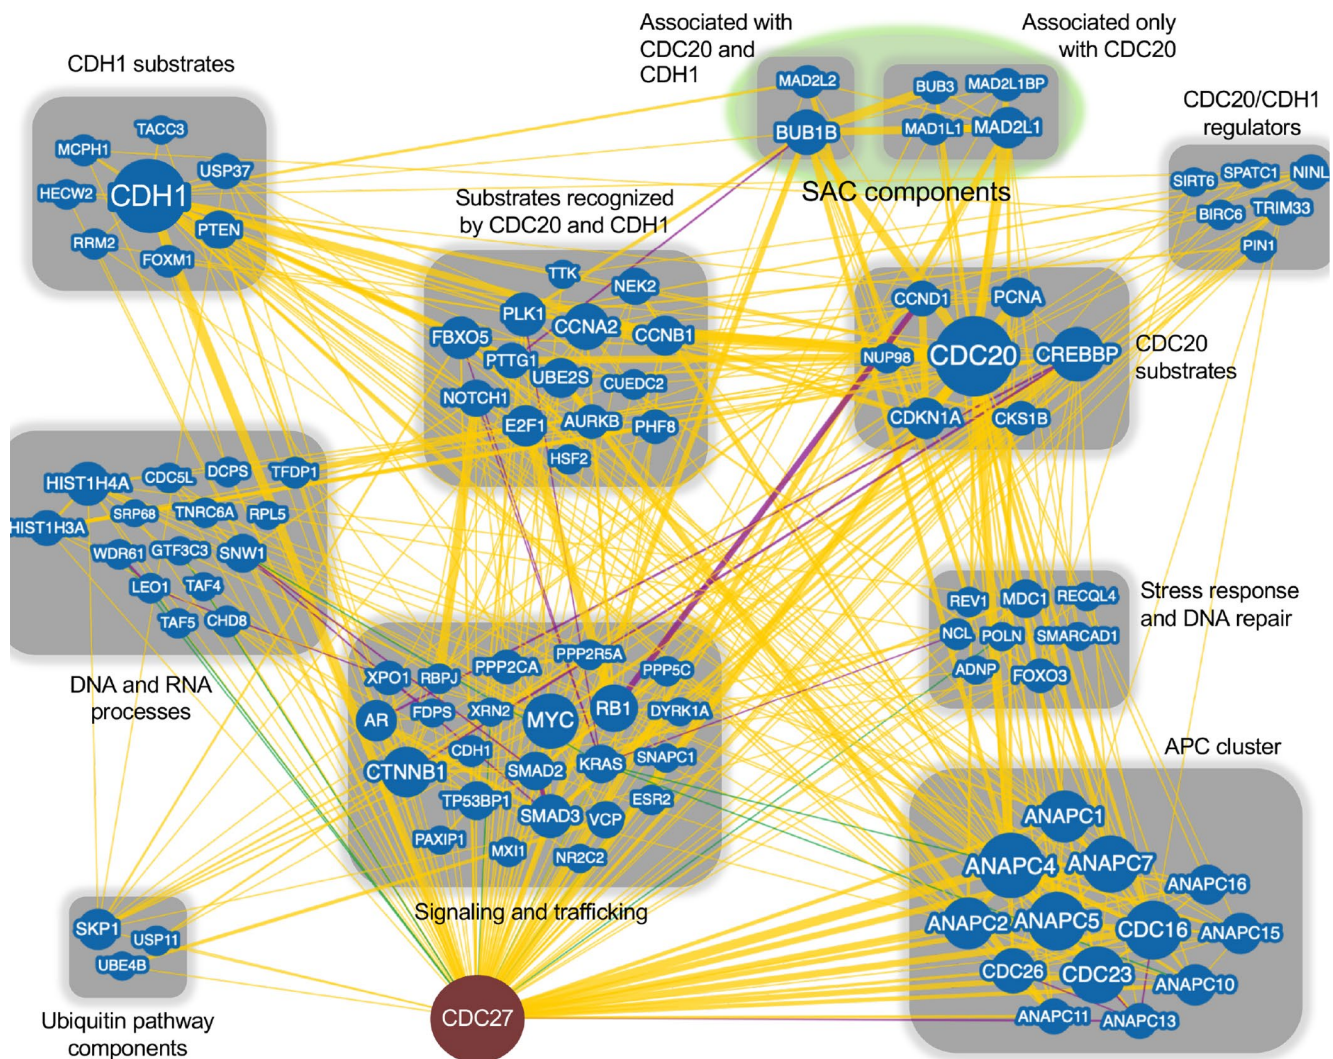 Associated with
CDC20 and
CDH1
Associated only
with CDC20
MAD2L2
BUB1B
BUB3
MAD2L1BP
MAD1L1
MAD2L1
SAC components
CDH1 substrates
TACC3
MCPH1
USP37
HECW2
CDH1
PTEN
RRM2
FOXM1
CDC20/CDH1
regulators
SIRT6
SPATC1
NINL
BIRC6
TRIM33
PIN1
Substrates recognized
by CDC20 and CDH1
TTK
NEK2
PLK1
CCNA2
FBXO5
CCNB1
PTTG1
UBE2S
CUEDC2
NOTCH1
E2F1
AURKB
PHF8
HSF2
CCND1
PCNA
NUP98
CDC20
CREBBP
CDKN1A
CKS1B
CDC20
substrates
HIST1H4A
CDC5L
DCPS
TFDP1
HIST1H3A
SRP68
TNRC6A
RPL5
WDR61
GTF3C3
SNW1
LEO1
TAF4
TAF5
CHD8
DNA and RNA
processes
REV1
MDC1
RECQL4
NCL
POLN
SMARCAD1
ADNP
FOXO3
Stress response
and DNA repair
XPO1
RBPJ
PPP2CA
PPP2R5A
PPP5C
AR
FDPS
XRN2
MYC
RB1
DYRK1A
CTNNB1
CDH1
SMAD2
KRAS
SNAPC1
TP53BP1
SMAD3
VCP
ESR2
PAXIP1
MXI1
NR2C2
Signaling and trafficking
APC cluster
ANAPC1
ANAPC4
ANAPC7
ANAPC16
ANAPC2
ANAPC5
CDC16
ANAPC15
CDC26
CDC23
ANAPC10
ANAPC11
ANAPC13
SKP1
USP11
UBE4B
Ubiquitin pathway
components
CDC27